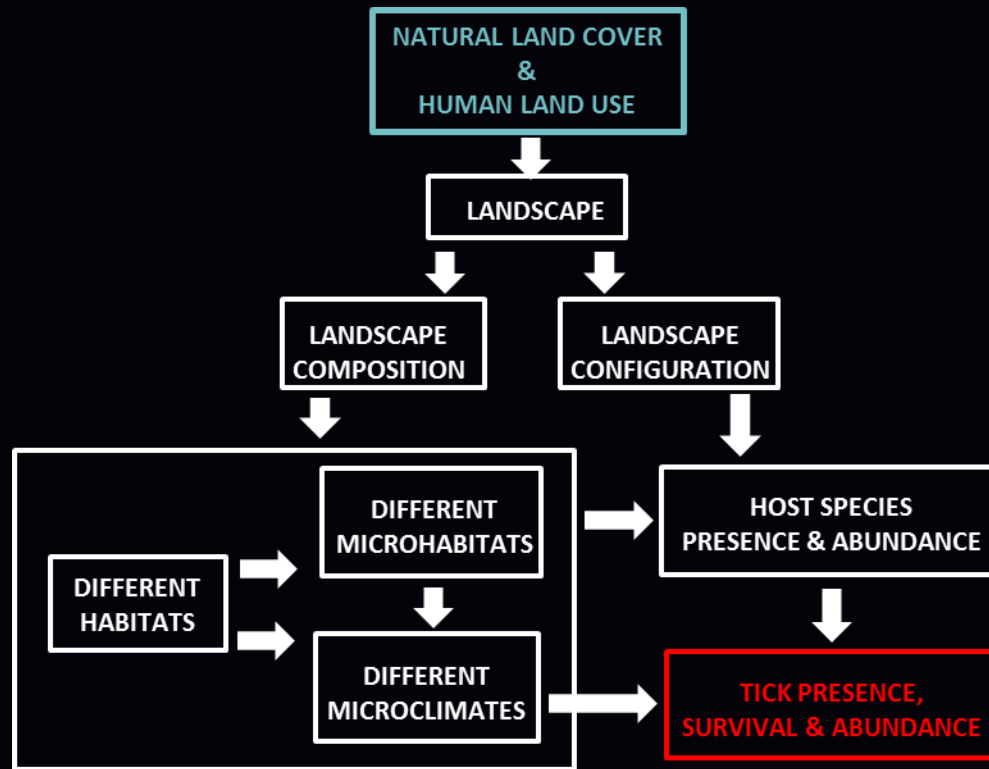 NATURAL LAND COVER
&
HUMAN LAND USE
LANDSCAPE
LANDSCAPE
COMPOSITION
LANDSCAPE
CONFIGURATION
DIFFERENT
MICROHABITATS
HOST SPECIES
PRESENCE & ABUNDANCE
DIFFERENT
HABITATS
DIFFERENT
MICROCLIMATES
TICK PRESENCE,
SURVIVAL & ABUNDANCE